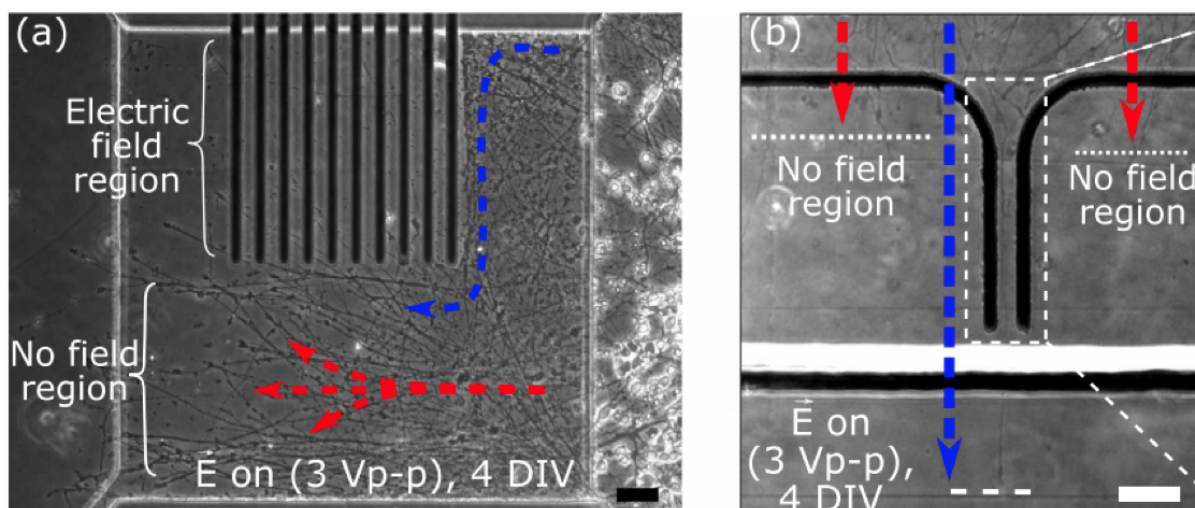 (a)
Electric
field
region
No field
region
E⃗ on (3 Vp-p), 4 DIV
(b)
No field
region
No field
region
E⃗ on
(3 Vp-p),
4 DIV